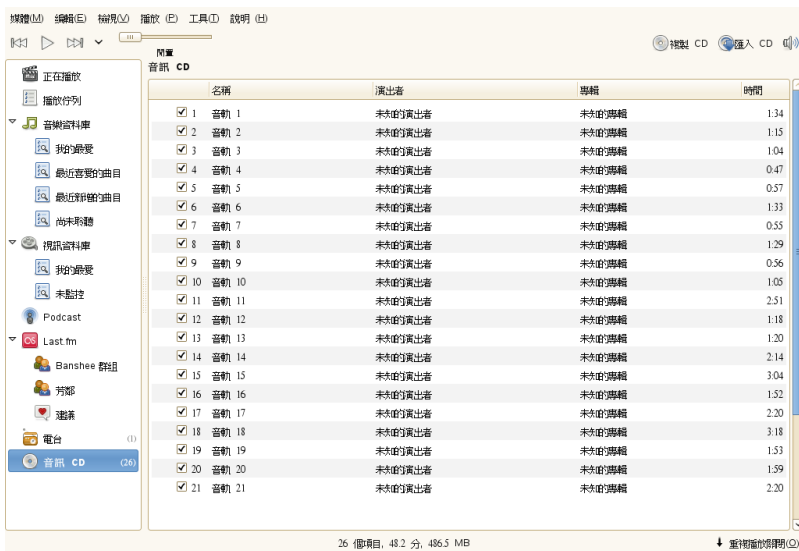 媒體(M) 編輯(E) 檢視(V) 播放 (P) 工具(T) 說明 (H)
閒置
複製 CD 匯入 CD
音訊 CD
正在播放
播放佇列
音樂資料庫
我的最愛
最近喜愛的曲目
最近新增的曲目
尚未聆聽
視訊資料庫
我的最愛
未監控
Podcast
Last.fm
Banshee 群組
芳鄰
建議
電台 (1)
音訊 CD (26)
名稱 演出者 專輯 時間
1 音軌 1 未知的演出者 未知的專輯 1:34
2 音軌 2 未知的演出者 未知的專輯 1:15
3 音軌 3 未知的演出者 未知的專輯 1:04
4 音軌 4 未知的演出者 未知的專輯 0:47
5 音軌 5 未知的演出者 未知的專輯 0:57
6 音軌 6 未知的演出者 未知的專輯 1:33
7 音軌 7 未知的演出者 未知的專輯 0:55
8 音軌 8 未知的演出者 未知的專輯 1:29
9 音軌 9 未知的演出者 未知的專輯 0:56
10 音軌 10 未知的演出者 未知的專輯 1:05
11 音軌 11 未知的演出者 未知的專輯 2:51
12 音軌 12 未知的演出者 未知的專輯 1:18
13 音軌 13 未知的演出者 未知的專輯 1:20
14 音軌 14 未知的演出者 未知的專輯 2:14
15 音軌 15 未知的演出者 未知的專輯 3:04
16 音軌 16 未知的演出者 未知的專輯 1:52
17 音軌 17 未知的演出者 未知的專輯 2:20
18 音軌 18 未知的演出者 未知的專輯 3:18
19 音軌 19 未知的演出者 未知的專輯 1:53
20 音軌 20 未知的演出者 未知的專輯 1:59
21 音軌 21 未知的演出者 未知的專輯 2:20
26 個項目, 48.2 分, 486.5 MB
重複播放關閉(O)